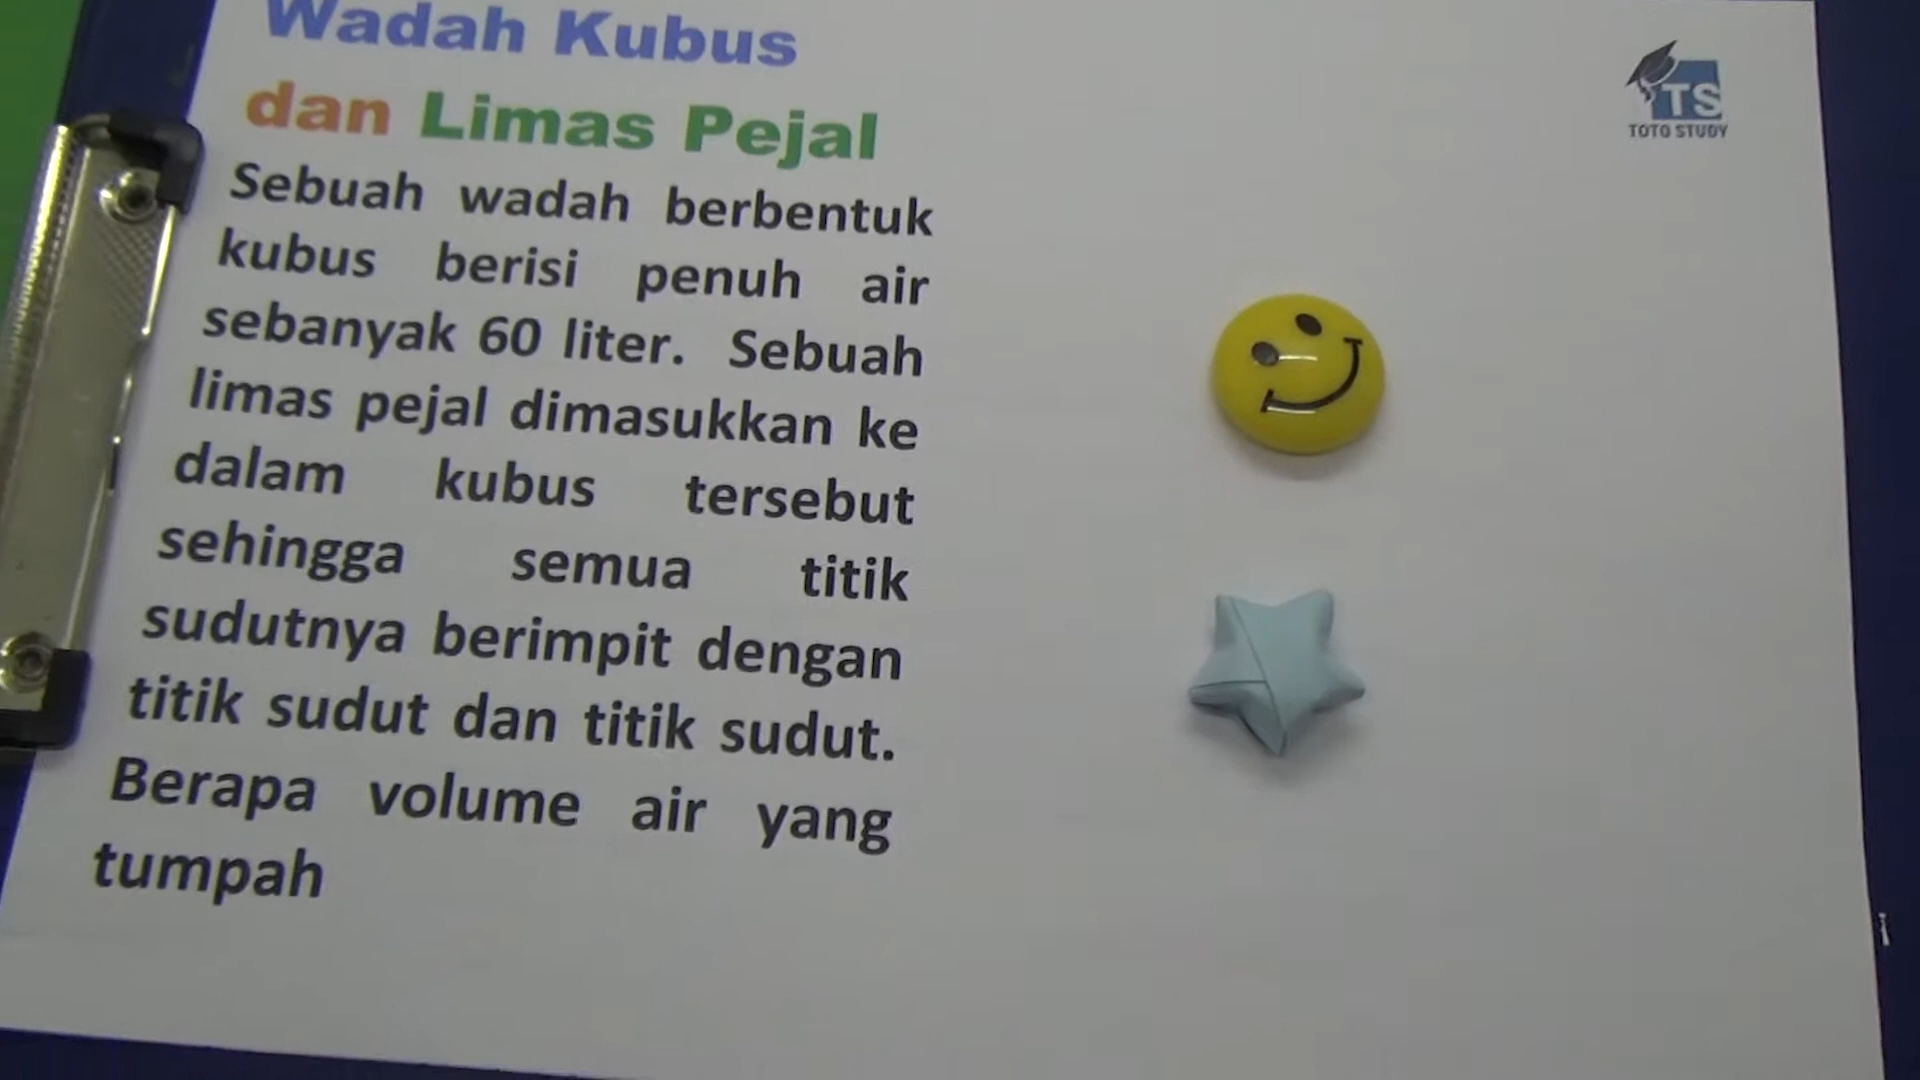 Wadah Kubus
dan Limas Pejal
Sebuah wadah berbentuk
kubus berisi penuh air
sebanyak 60 liter. Sebuah
limas pejal dimasukkan ke
dalam kubus tersebut
sehingga semua titik
sudutnya berimpit dengan
titik sudut dan titik sudut.
Berapa volume air yang
tumpah
TS
TOTO STUDY